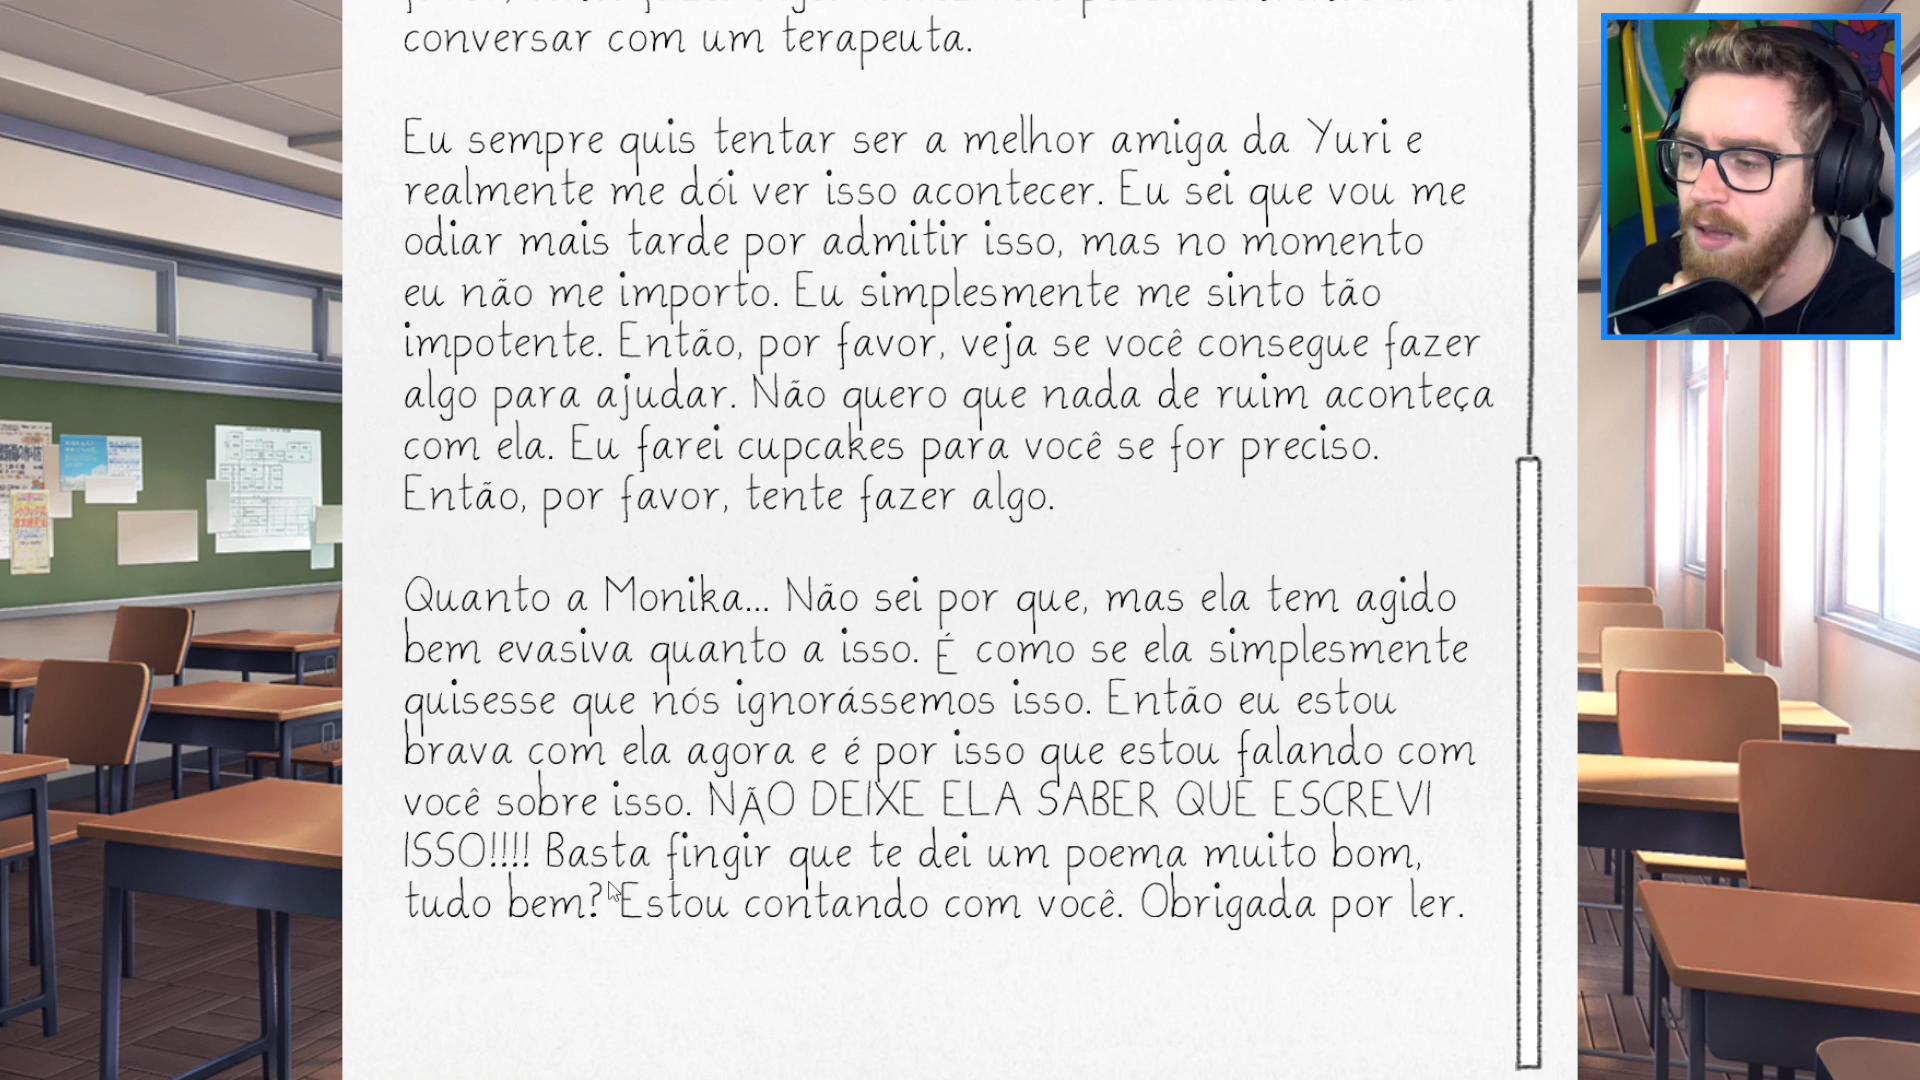 conversar com um terapeuta.
Eu sempre quis tentar ser a melhor amiga da Yuri e
realmente me dói ver isso acontecer. Eu sei que vou me
odiar mais tarde por admitir isso, mas no momento
eu não me importo. Eu simplesmente me sinto tão
impotente. Então, por favor, veja se você consegue fazer
algo para ajudar. Não quero que nada de ruim aconteça
com ela. Eu farei cupcakes para você se for preciso.
Então, por favor, tente fazer algo.
Quanto a Monika... Não sei por que, mas ela tem agido
bem evasiva quanto a isso. É como se ela simplesmente
quisesse que nós ignorássemos isso. Então eu estou
brava com ela agora e é por isso que estou falando com
você sobre isso. NÃO DEIXE ELA SABER QUE ESCREVI
ISSO!!!! Basta fingir que te dei um poema muito bom,
tudo bem? Estou contando com você. Obrigada por ler.